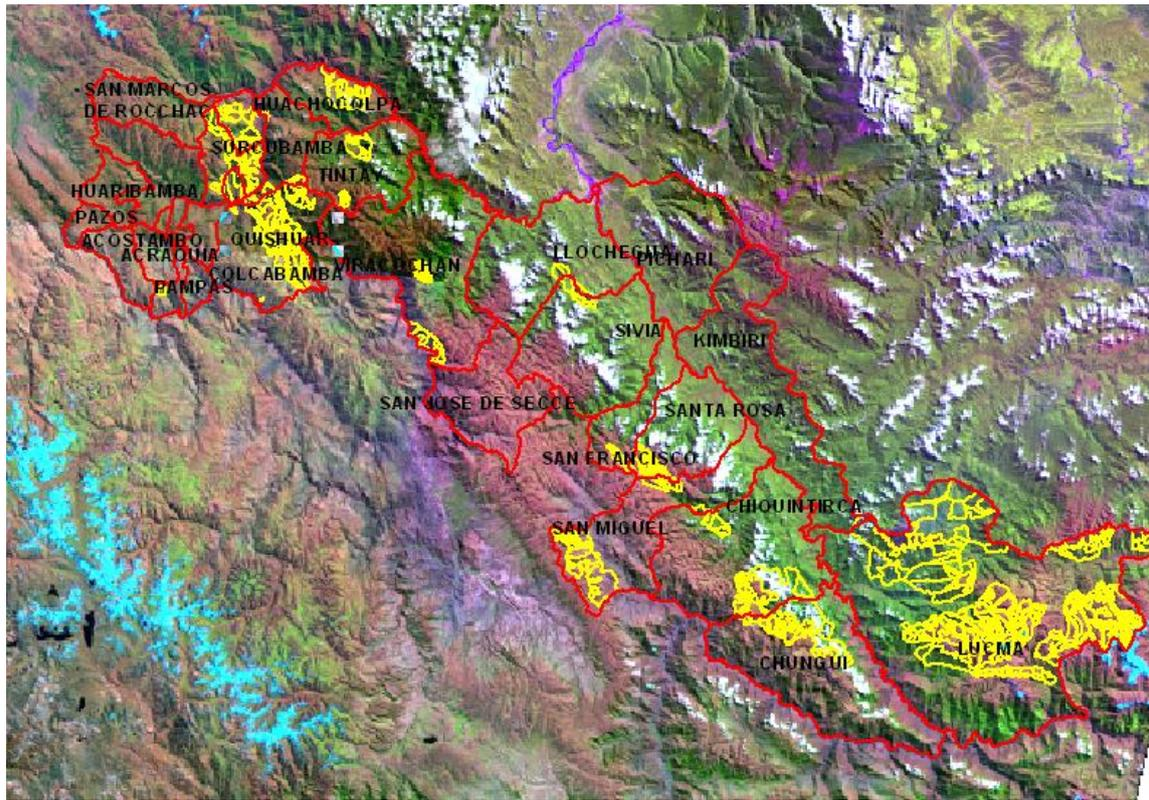 - SAN MARCOS
DE ROCCHAC
HUACHOCOLPA
SURCUBAMBA
TINTAY
HUARIBAMBA
PAZOS
ACOSTAMBO
QUISHUAR
ACRAQUIA
COLCABAMBA
VIRACOCHAN
PAMPAS
LLOCHEGUA
PICHARI
SIVIA
KIMBIRI
SAN JOSE DE SECCE
SANTA ROSA
SAN FRANCISCO
CHIQUINTIRCA
SAN MIGUEL
CHUNGUI
LUCMA